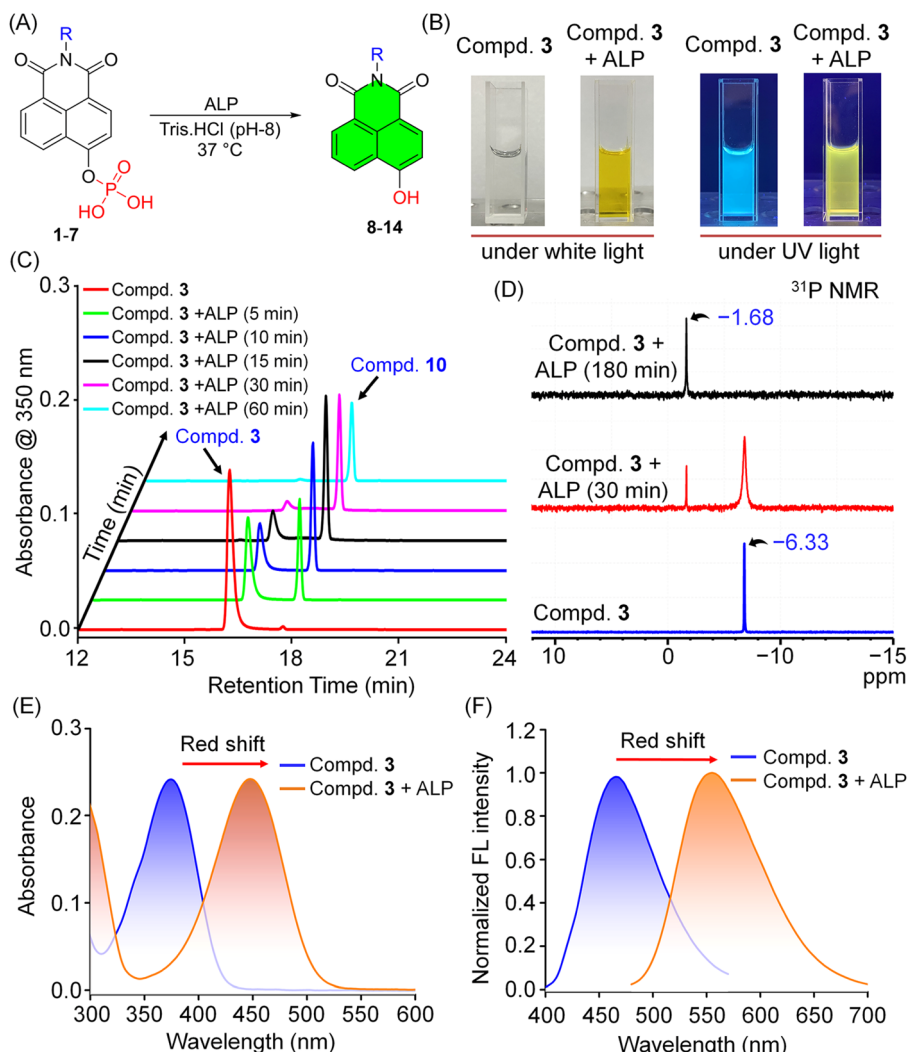 (A)
R
N
O
O
O
P
O
HO
OH
1-7
ALP
Tris.HCl (pH-8)
37 °C
R
N
O
O
OH
8-14
(B)
Compd. 3
Compd. 3
+ ALP
Compd. 3
Compd. 3
+ ALP
under white light
under UV light
(C)
Absorbance @ 350 nm
0.3
0.2
0.1
0.0
Compd. 3
Compd. 3 +ALP (5 min)
Compd. 3 +ALP (10 min)
Compd. 3 +ALP (15 min)
Compd. 3 +ALP (30 min)
Compd. 3 +ALP (60 min)
Compd. 10
Compd. 3
Time (min)
12 15 18 21 24
Retention Time (min)
(D)
31P NMR
−1.68
Compd. 3 +
ALP (180 min)
Compd. 3 +
ALP (30 min)
−6.33
Compd. 3
10 0 −10 −15
ppm
(E)
Absorbance
0.3
0.2
0.1
0.0
Red shift
Compd. 3
Compd. 3 + ALP
300 350 400 450 500 550 600
Wavelength (nm)
(F)
Normalized FL intensity
1.2
1.0
0.8
0.6
0.4
0.2
0.0
Red shift
Compd. 3
Compd. 3 + ALP
400 450 500 550 600 650 700
Wavelength (nm)